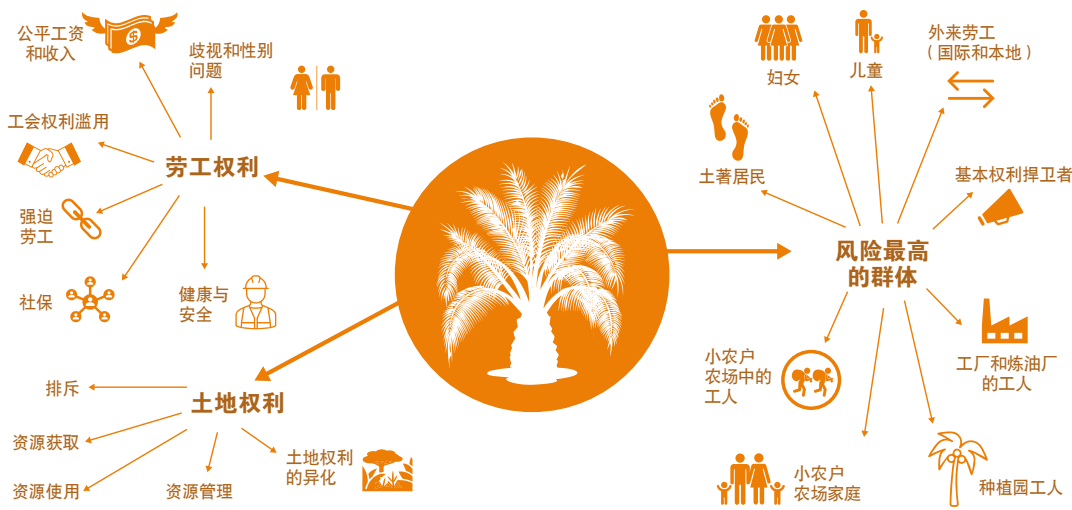 公平工资
和收入
歧视和性别
问题
工会权利滥用
劳工权利
强迫
劳工
社保
健康与
安全
排斥
土地权利
资源获取
资源使用
资源管理
土地权利
的异化
妇女
儿童
外来劳工
（国际和本地）
土著居民
基本权利捍卫者
风险最高
的群体
小农户
农场中的
工人
工厂和炼油厂
的工人
小农户
农场家庭
种植园工人